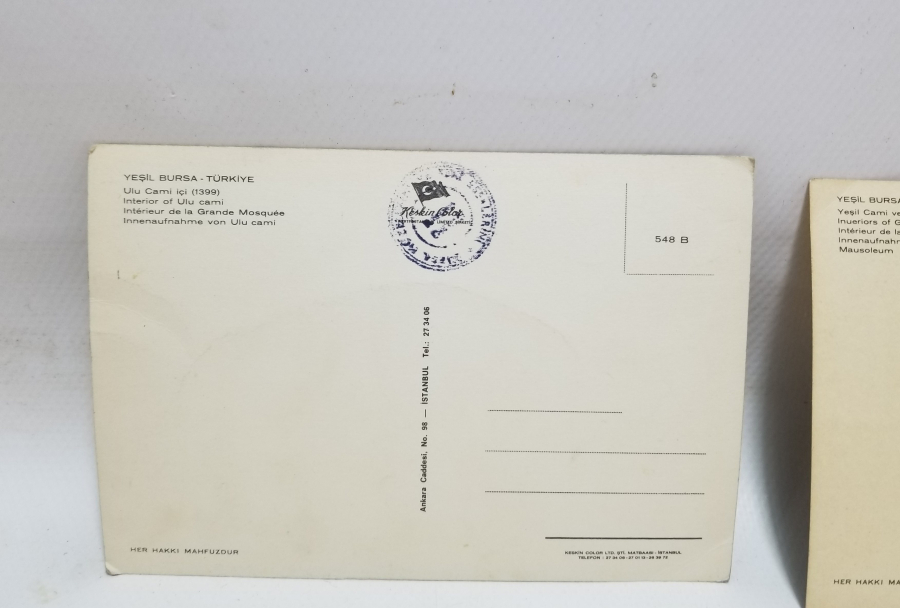 YEŞİL BURSA - TÜRKİYE
Ulu Cami içi (1399)
Interior of Ulu cami
Intérieur de la Grande Mosquée
Innenaufnahme von Ulu cami
Keskin Color
548 B
Ankara Caddesi, No. 98 — İSTANBUL Tel.: 27 34 06
HER HAKKI MAHFUZDUR
KESKİN COLOR LTD. ŞTİ. MATBAASI - İSTANBUL
YEŞİL BURSA
Yeşil Cami ve
Inueriors of G
Intérieur de la
Innenaufnahm
Mausoleum
HER HAKKI MA